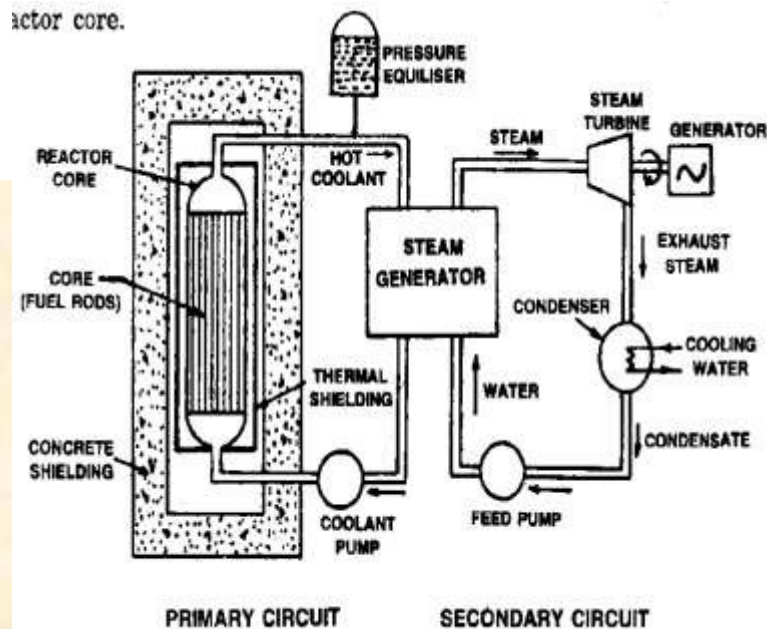 actor core.
PRESSURE
EQUILISER
STEAM
TURBINE
GENERATOR
STEAM
HOT
COOLANT
REACTOR
CORE
STEAM
GENERATOR
EXHAUST
STEAM
CORE
(FUEL RODS)
CONDENSER
COOLING
WATER
THERMAL
SHIELDING
WATER
CONCRETE
SHIELDING
CONDENSATE
COOLANT
PUMP
FEED PUMP
PRIMARY CIRCUIT
SECONDARY CIRCUIT